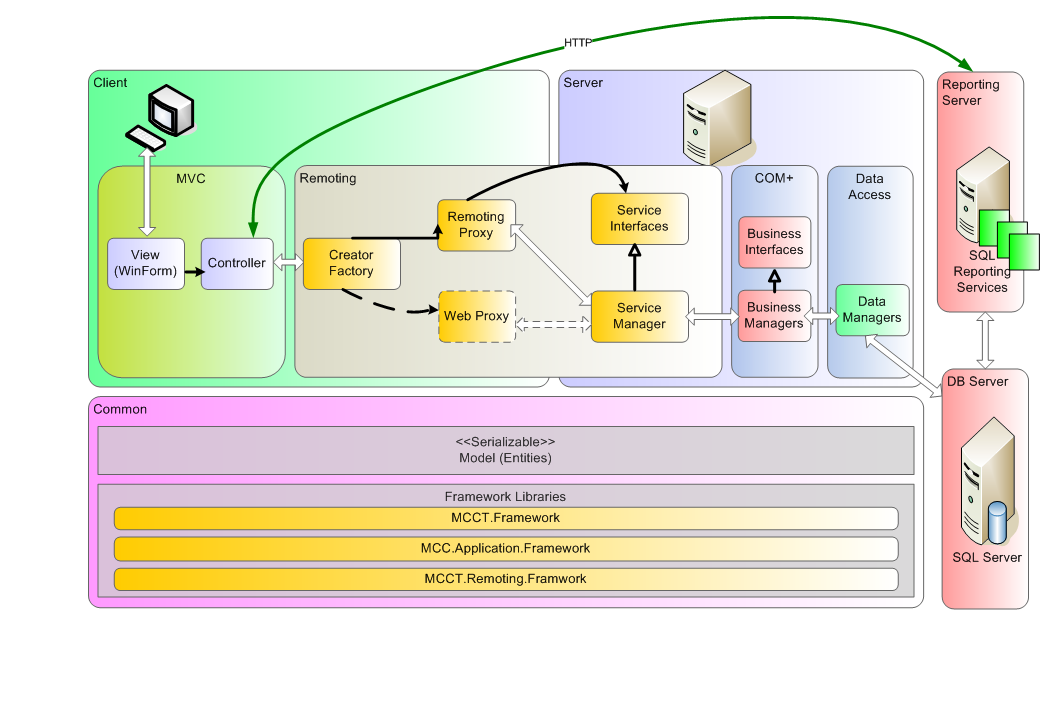 HTTP
Client
Server
Reporting
Server
MVC
Remoting
COM+
Data
Access
View
(WinForm)
Controller
Creator
Factory
Remoting
Proxy
Web Proxy
Service
Interfaces
Service
Manager
Business
Interfaces
Business
Managers
Data
Managers
SQL
Reporting
Services
DB Server
SQL Server
Common
<<Serializable>>
Model (Entities)
Framework Libraries
MCCT.Framework
MCC.Application.Framework
MCCT.Remoting.Framwork